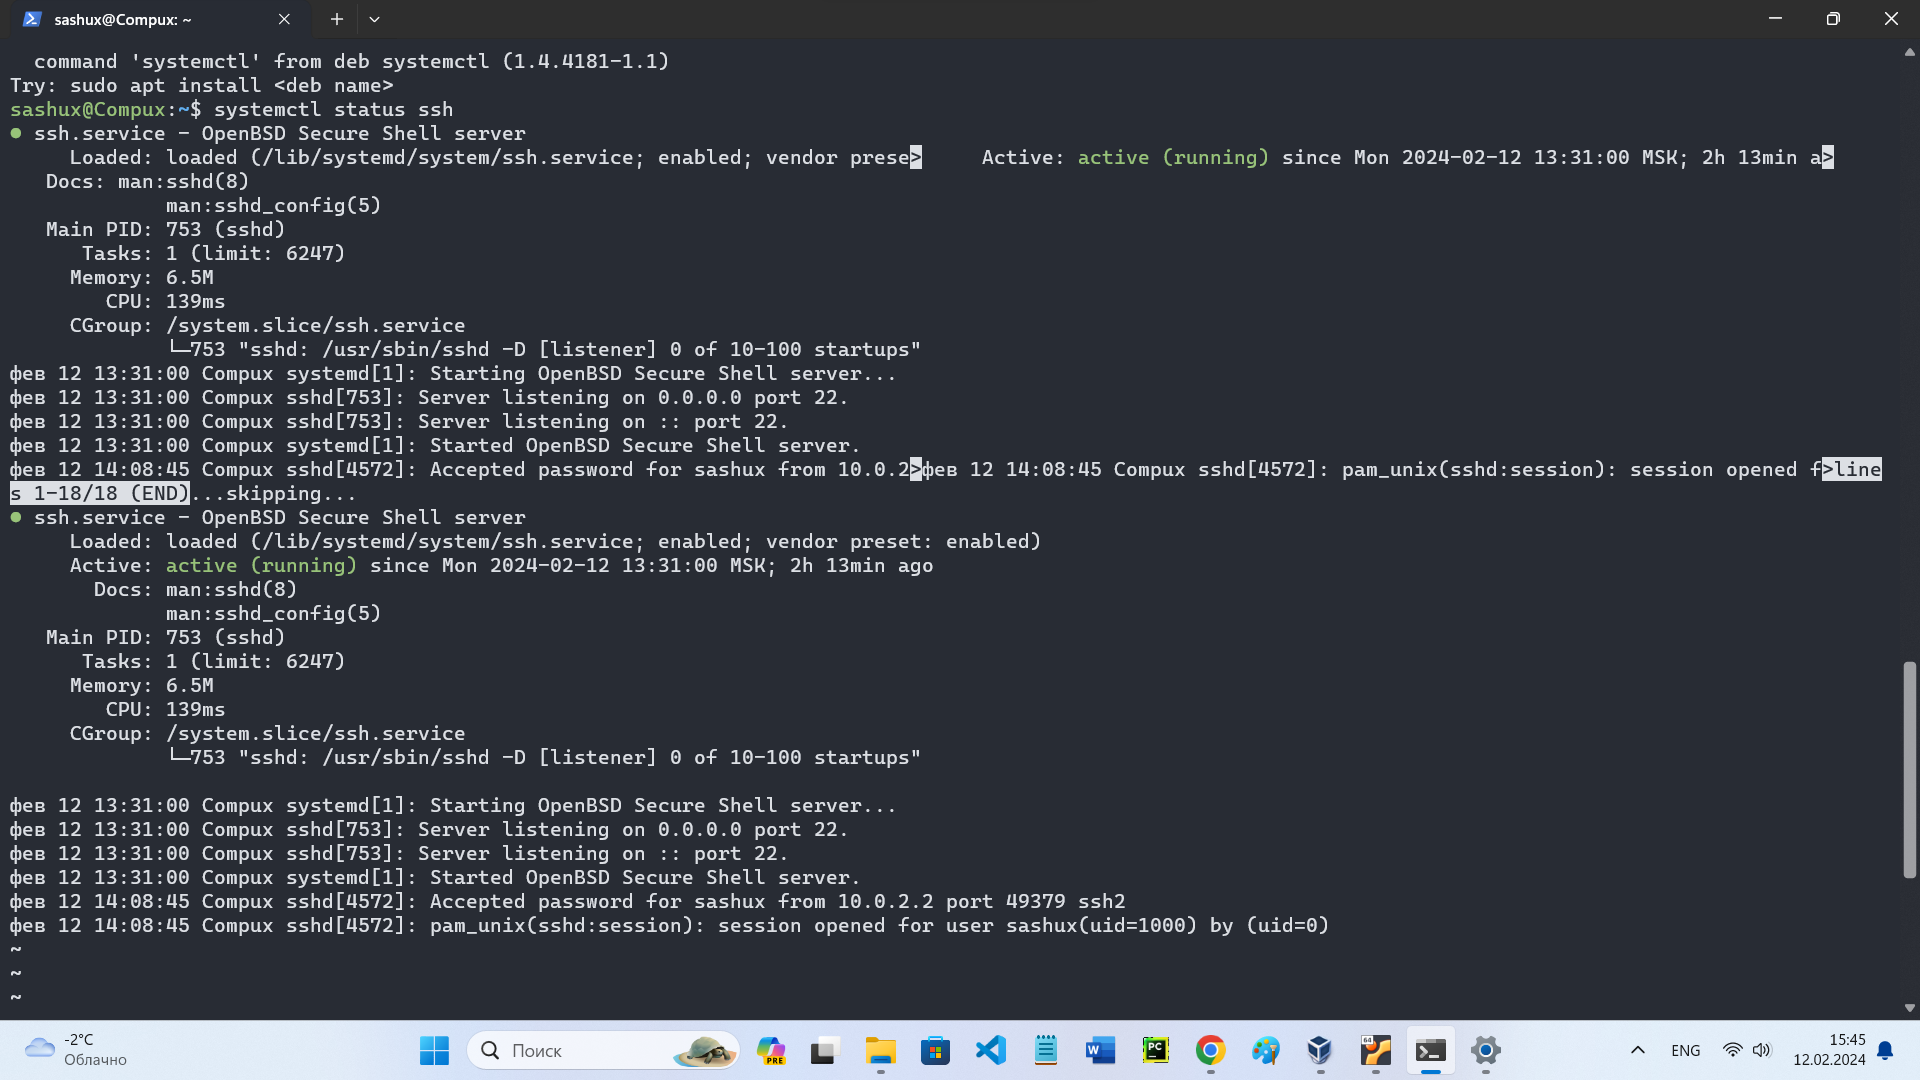 sashux@Compux: ~
command 'systemctl' from deb systemctl (1.4.4181-1.1)
Try: sudo apt install <deb name>
sashux@Compux:~$ systemctl status ssh
● ssh.service - OpenBSD Secure Shell server
Loaded: loaded (/lib/systemd/system/ssh.service; enabled; vendor prese>     Active: active (running) since Mon 2024-02-12 13:31:00 MSK; 2h 13min a>
Docs: man:sshd(8)
man:sshd_config(5)
Main PID: 753 (sshd)
Tasks: 1 (limit: 6247)
Memory: 6.5M
CPU: 139ms
CGroup: /system.slice/ssh.service
└─753 "sshd: /usr/sbin/sshd -D [listener] 0 of 10-100 startups"
фев 12 13:31:00 Compux systemd[1]: Starting OpenBSD Secure Shell server...
фев 12 13:31:00 Compux sshd[753]: Server listening on 0.0.0.0 port 22.
фев 12 13:31:00 Compux sshd[753]: Server listening on :: port 22.
фев 12 13:31:00 Compux systemd[1]: Started OpenBSD Secure Shell server.
фев 12 14:08:45 Compux sshd[4572]: Accepted password for sashux from 10.0.2>фев 12 14:08:45 Compux sshd[4572]: pam_unix(sshd:session): session opened f>line
s 1-18/18 (END)...skipping...
● ssh.service - OpenBSD Secure Shell server
Loaded: loaded (/lib/systemd/system/ssh.service; enabled; vendor preset: enabled)
Active: active (running) since Mon 2024-02-12 13:31:00 MSK; 2h 13min ago
Docs: man:sshd(8)
man:sshd_config(5)
Main PID: 753 (sshd)
Tasks: 1 (limit: 6247)
Memory: 6.5M
CPU: 139ms
CGroup: /system.slice/ssh.service
└─753 "sshd: /usr/sbin/sshd -D [listener] 0 of 10-100 startups"
фев 12 13:31:00 Compux systemd[1]: Starting OpenBSD Secure Shell server...
фев 12 13:31:00 Compux sshd[753]: Server listening on 0.0.0.0 port 22.
фев 12 13:31:00 Compux sshd[753]: Server listening on :: port 22.
фев 12 13:31:00 Compux systemd[1]: Started OpenBSD Secure Shell server.
фев 12 14:08:45 Compux sshd[4572]: Accepted password for sashux from 10.0.2.2 port 49379 ssh2
фев 12 14:08:45 Compux sshd[4572]: pam_unix(sshd:session): session opened for user sashux(uid=1000) by (uid=0)
~
~
~
-2°C
Облачно
Поиск
PRE
W
PC
64
ENG
15:45
12.02.2024